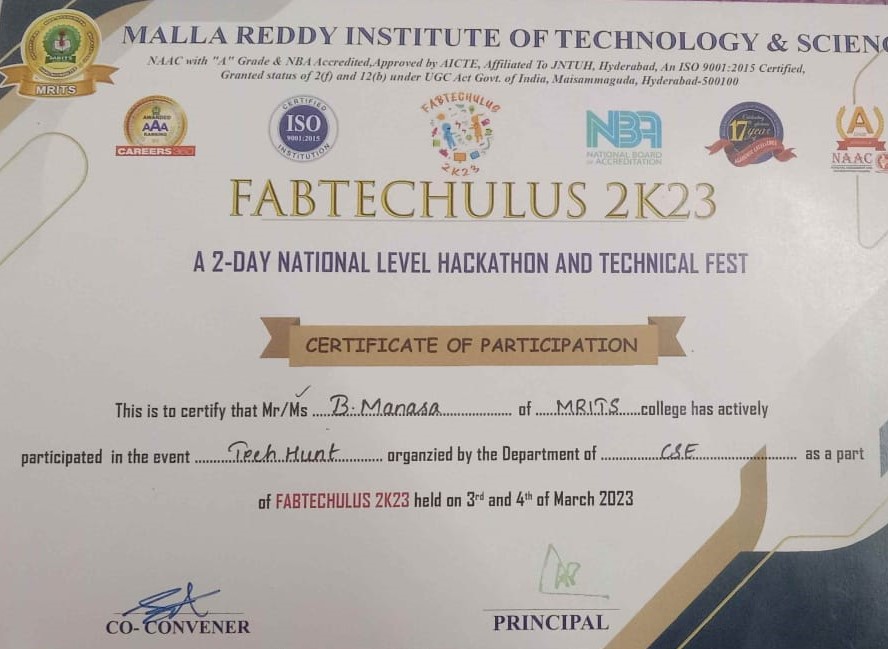 MALLA REDDY INSTITUTE OF TECHNOLOGY & SCIENC
NAAC with "A" Grade & NBA Accredited,Approved by AICTE, Affiliated To JNTUH, Hyderabad, An ISO 9001:2015 Certified,
Granted status of 2(f) and 12(b) under UGC Act Govt. of India, Maisammaguda, Hyderabad-500100
MRITS
AWARDED
AAA
RANKING
CAREERS360
CERTIFIED
ISO
9001:2015
INSTITUTION
FABTECHULUS
2K23
NBA
NATIONAL BOARD
OF ACCREDITATION
17
year
A
NAAC
FABTECHULUS 2K23
A 2-DAY NATIONAL LEVEL HACKATHON AND TECHNICAL FEST
CERTIFICATE OF PARTICIPATION
This is to certify that Mr/Ms B. Manasa of MRITS college has actively
participated in the event Tech Hunt organzied by the Department of CSE as a part
of FABTECHULUS 2K23 held on 3rd and 4th of March 2023
CO- CONVENER
PRINCIPAL